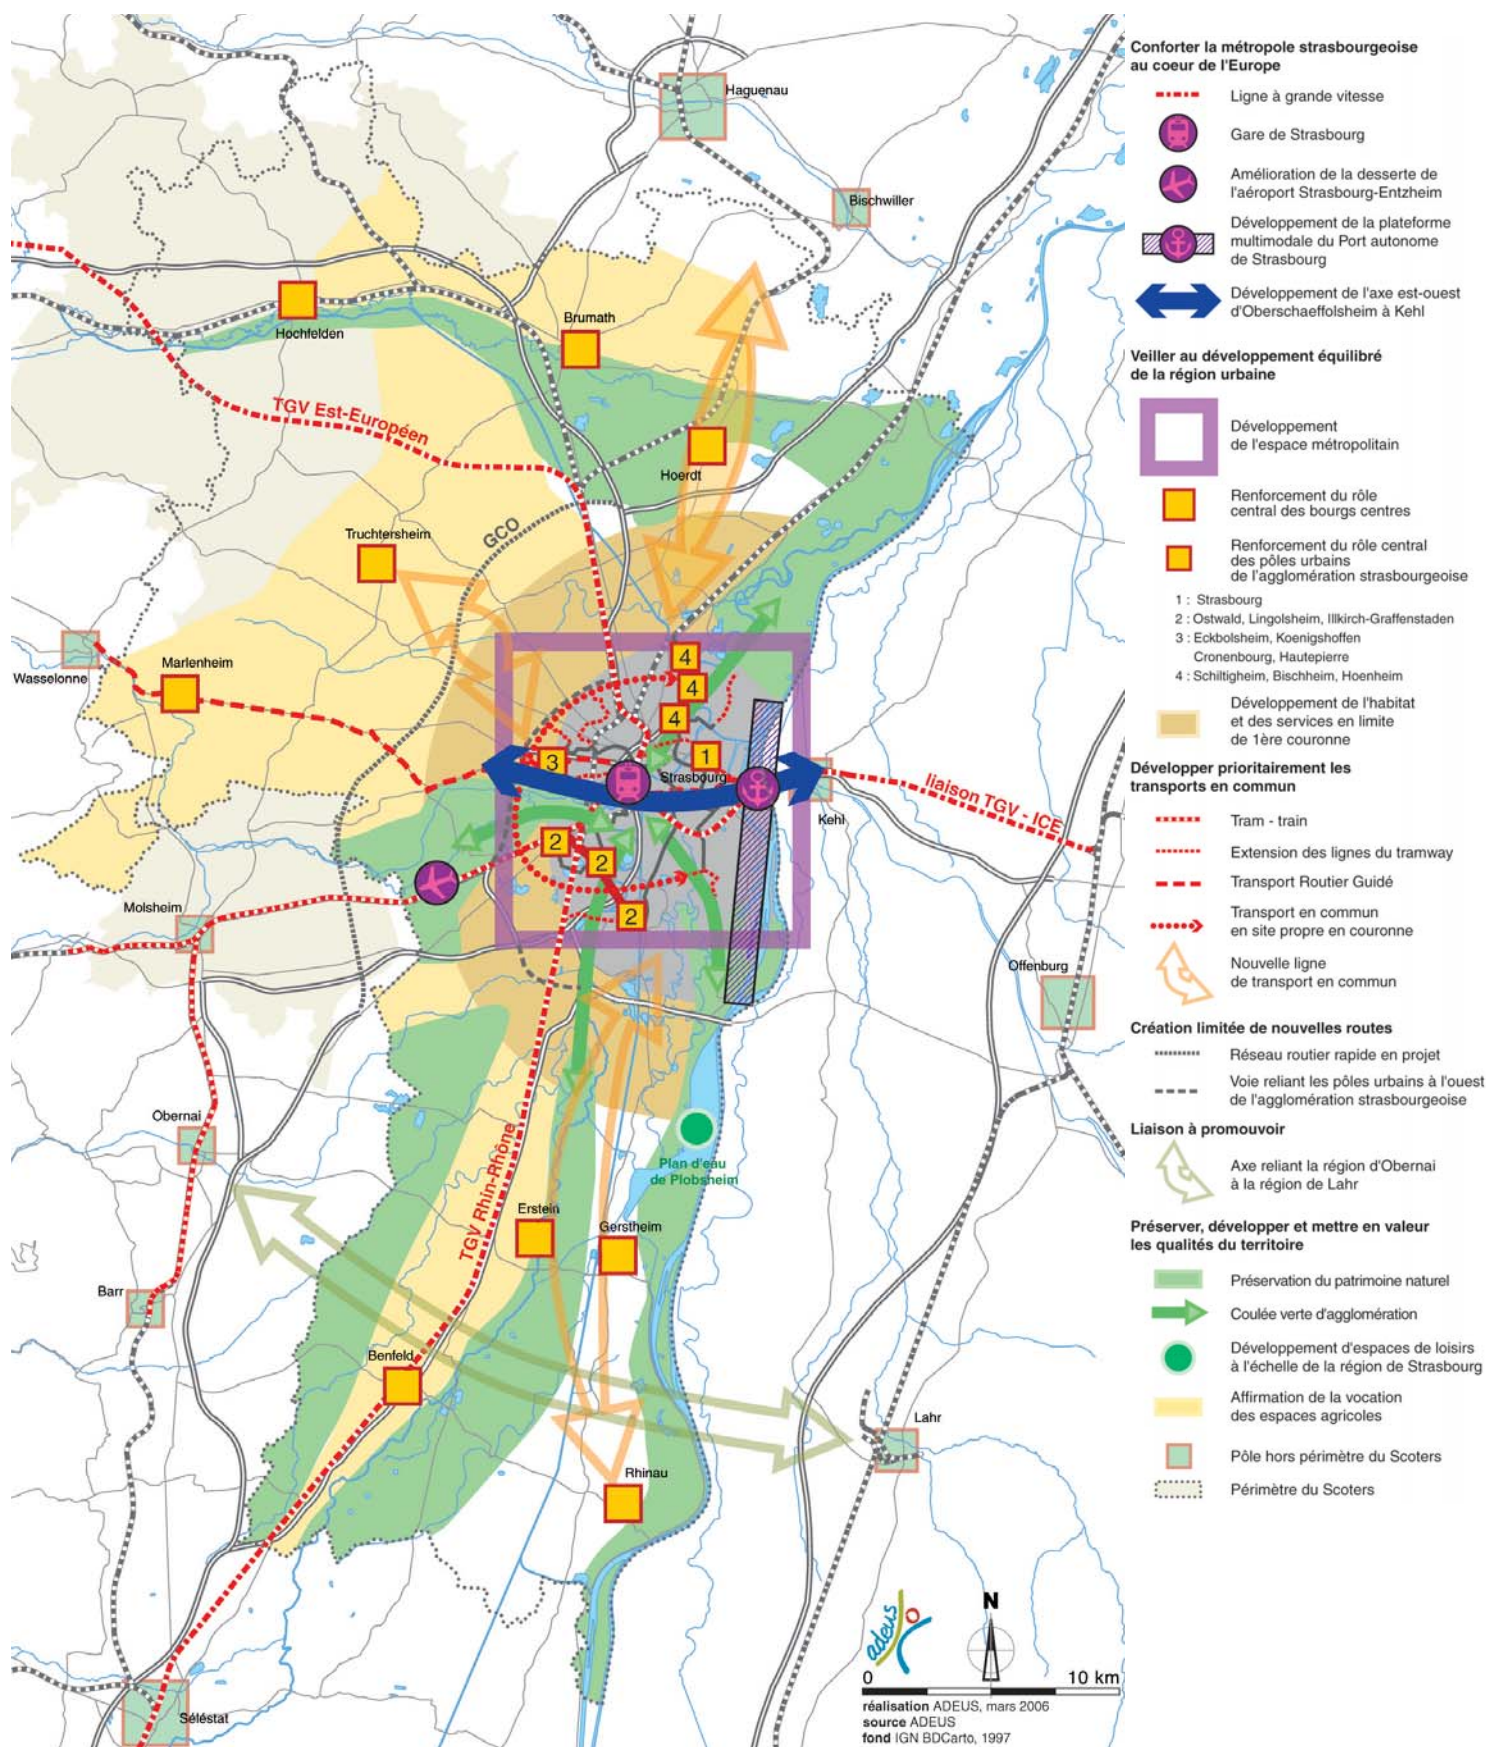 Haguenau
Bischwiller
Hochfelden
Brumath
TGV Est-Européen
Hoerdt
GCO
Truchtersheim
Wasselonne
Marlenheim
4
4
4
3
1
Strasbourg
Kehl
liaison TGV - ICE
2
2
2
Molsheim
Offenburg
Obernai
Plan d'eau
de Plobsheim
TGV Rhin-Rhône
Erstein
Gerstheim
Barr
Benfeld
Lahr
Rhinau
Séléstat
adeus
N
0 10 km
réalisation ADEUS, mars 2006
source ADEUS
fond IGN BDCarto, 1997
Conforter la métropole strasbourgeoise
au coeur de l'Europe
Ligne à grande vitesse
Gare de Strasbourg
Amélioration de la desserte de
l'aéroport Strasbourg-Entzheim
Développement de la plateforme
multimodale du Port autonome
de Strasbourg
Développement de l'axe est-ouest
d'Oberschaeffolsheim à Kehl
Veiller au développement équilibré
de la région urbaine
Développement
de l'espace métropolitain
Renforcement du rôle
central des bourgs centres
Renforcement du rôle central
des pôles urbains
de l'agglomération strasbourgeoise
1 : Strasbourg
2 : Ostwald, Lingolsheim, Illkirch-Graffenstaden
3 : Eckbolsheim, Koenigshoffen
Cronenbourg, Hautepierre
4 : Schiltigheim, Bischheim, Hoenheim
Développement de l'habitat
et des services en limite
de 1ère couronne
Développer prioritairement les
transports en commun
Tram - train
Extension des lignes du tramway
Transport Routier Guidé
Transport en commun
en site propre en couronne
Nouvelle ligne
de transport en commun
Création limitée de nouvelles routes
Réseau routier rapide en projet
Voie reliant les pôles urbains à l'ouest
de l'agglomération strasbourgeoise
Liaison à promouvoir
Axe reliant la région d'Obernai
à la région de Lahr
Préserver, développer et mettre en valeur
les qualités du territoire
Préservation du patrimoine naturel
Coulée verte d'agglomération
Développement d'espaces de loisirs
à l'échelle de la région de Strasbourg
Affirmation de la vocation
des espaces agricoles
Pôle hors périmètre du Scoters
Périmètre du Scoters